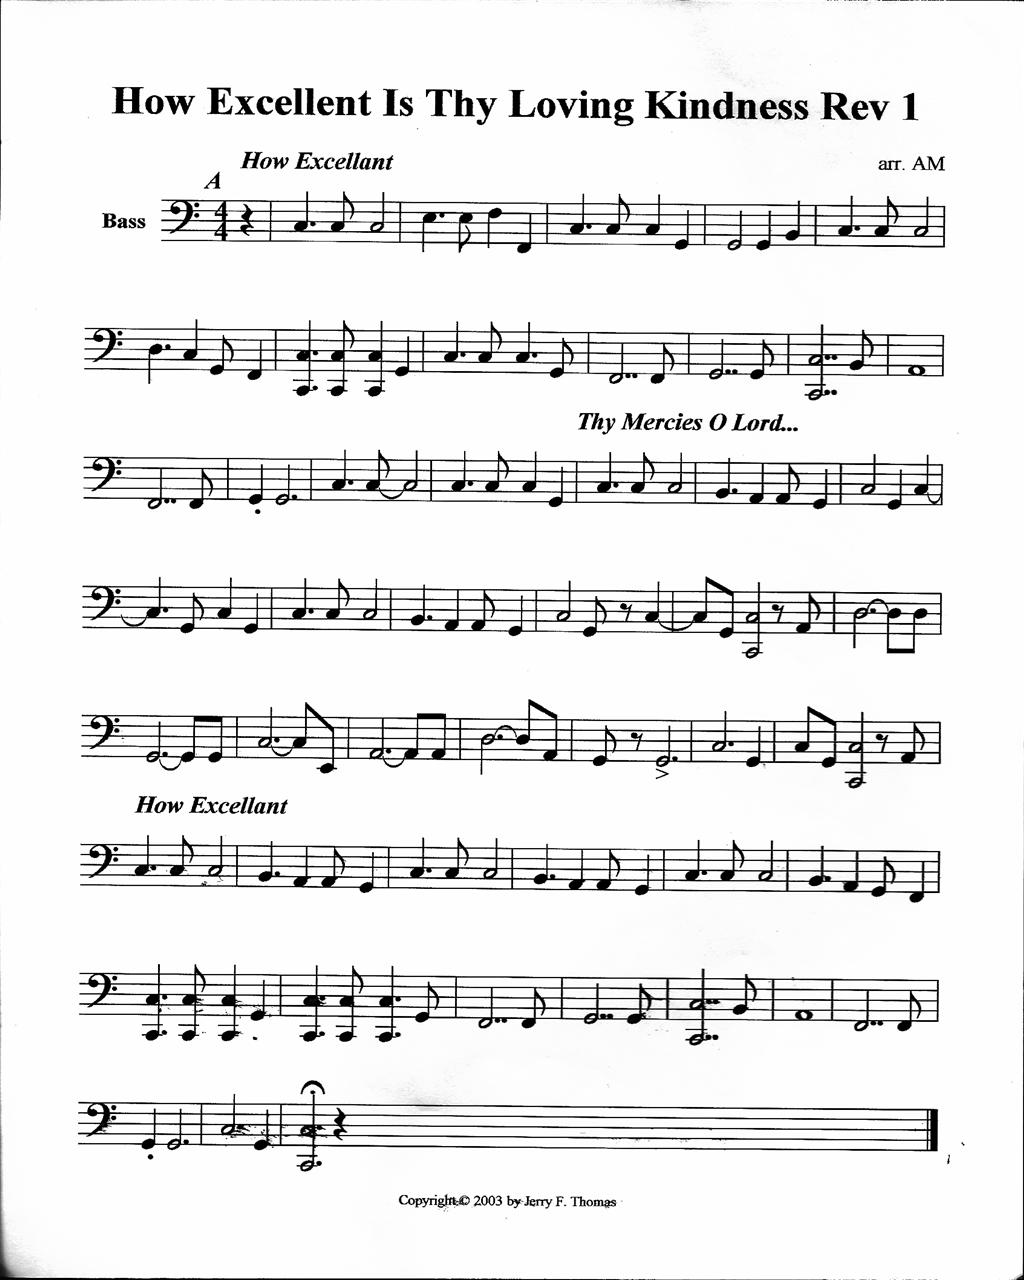 How Excellent Is Thy Loving Kindness Rev 1
How Excellant
arr. AM
A
Bass
4
4
Thy Mercies O Lord...
How Excellant
Copyright © 2003 by Jerry F. Thomas